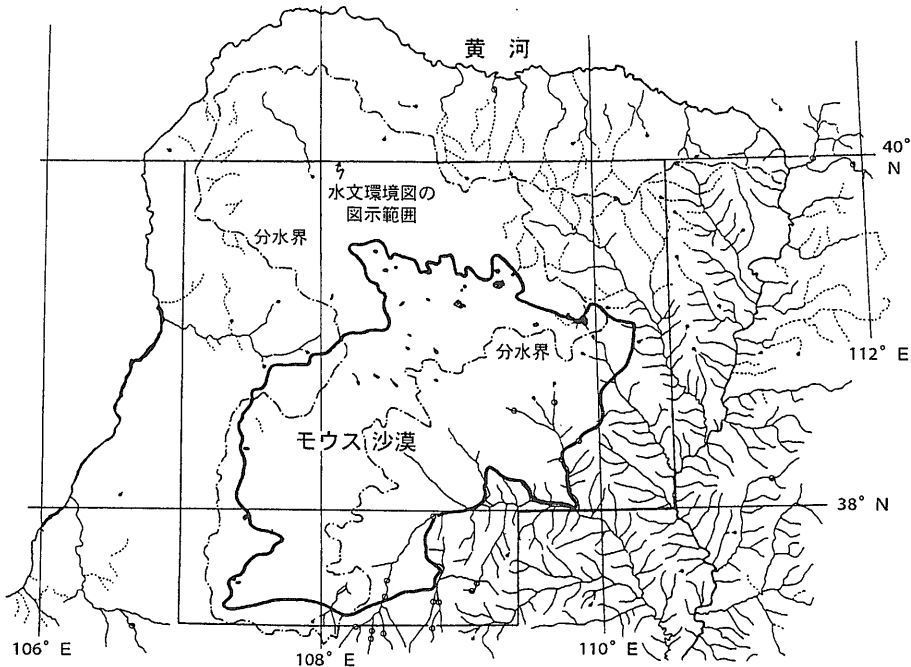 黄河
40°
N
水文環境図の
図示範囲
分水界
分水界
112° E
モウス沙漠
38° N
106° E
108° E
110° E